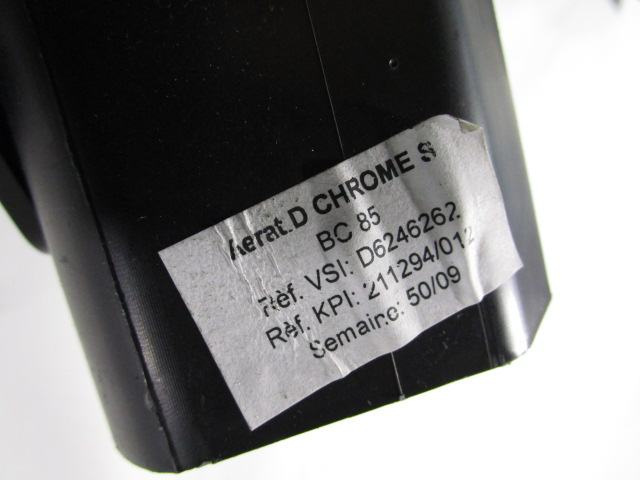 Aerat.D CHROME S
BC 85
Réf. VSI: D6246262
Réf. KPI: 211294/012
Semaine: 50/09